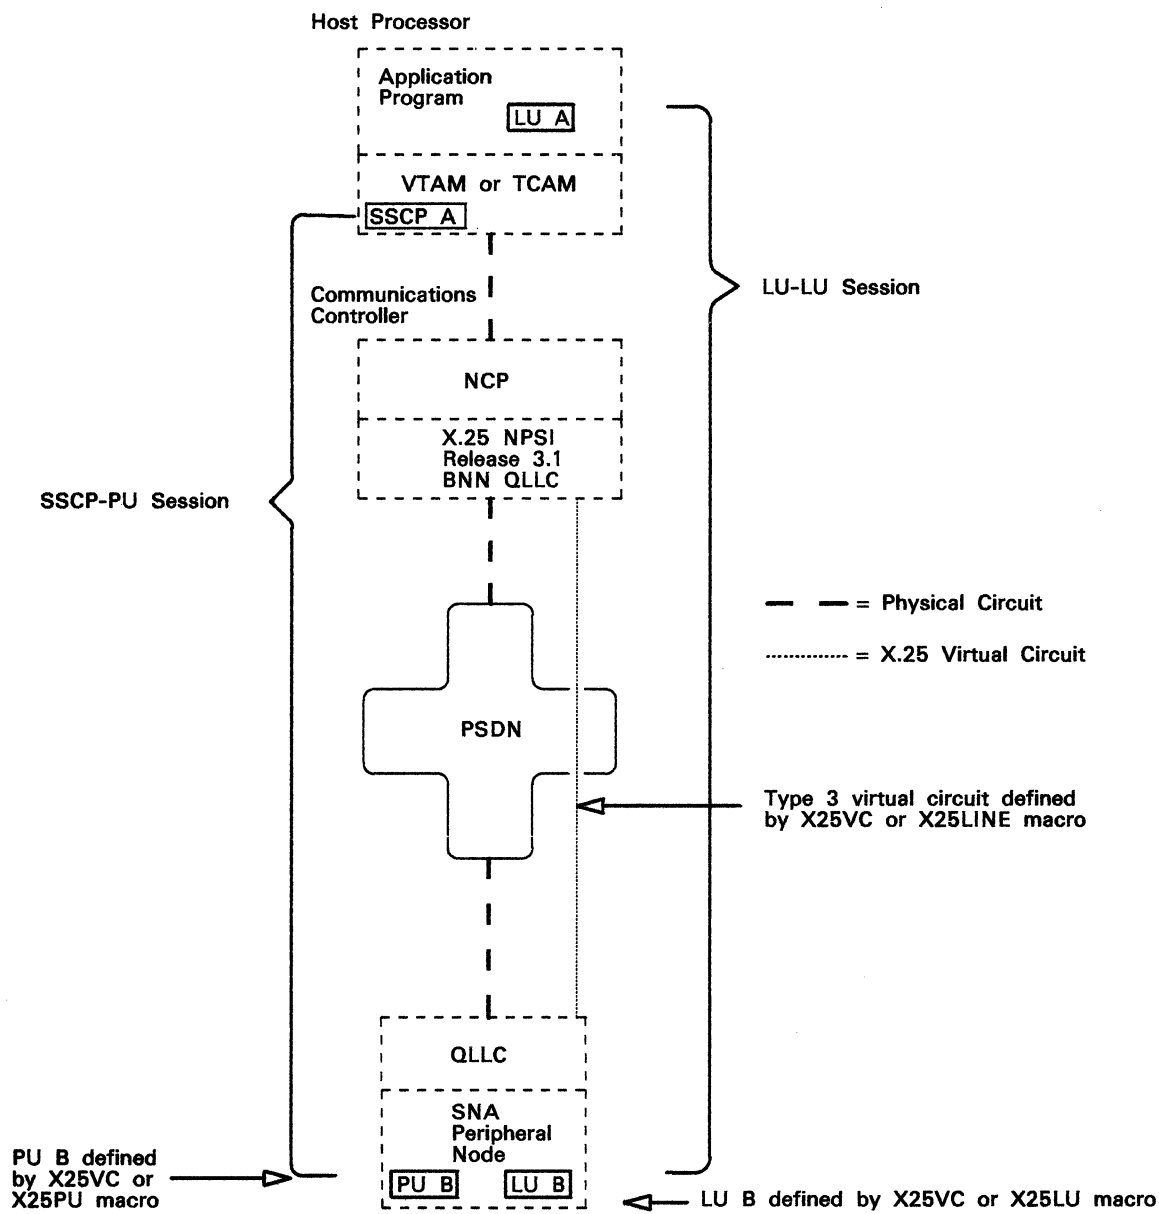 Host Processor
Application
Program
LU A
VTAM or TCAM
SSCP A
Communications
Controller
LU-LU Session
NCP
X.25 NPSI
Release 3.1
BNN QLLC
SSCP-PU Session
= Physical Circuit
= X.25 Virtual Circuit
PSDN
Type 3 virtual circuit defined
by X25VC or X25LINE macro
QLLC
SNA
Peripheral
Node
PU B defined
by X25VC or
X25PU macro
PU B
LU B
LU B defined by X25VC or X25LU macro